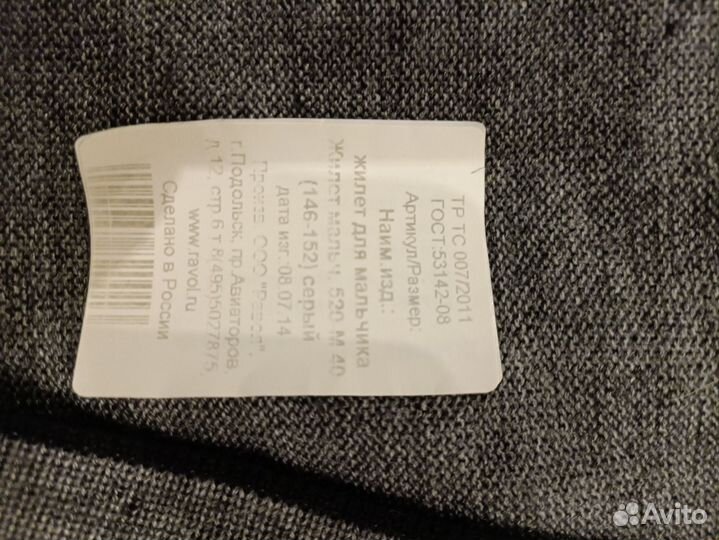 ТР ТС 007/2011
ГОСТ:53142-08
Артикул/Размер:
Наим.изд.:
жилет для мальчика
Жилет мальч. 520 М 40
(146-152) серый
дата изг.:08.07.14
Произв. ООО "Равол",
г.Подольск, пр.Авиаторов,
д.12, стр.6 т.8(495)5027875,
www.ravol.ru
Сделано в России
Avito